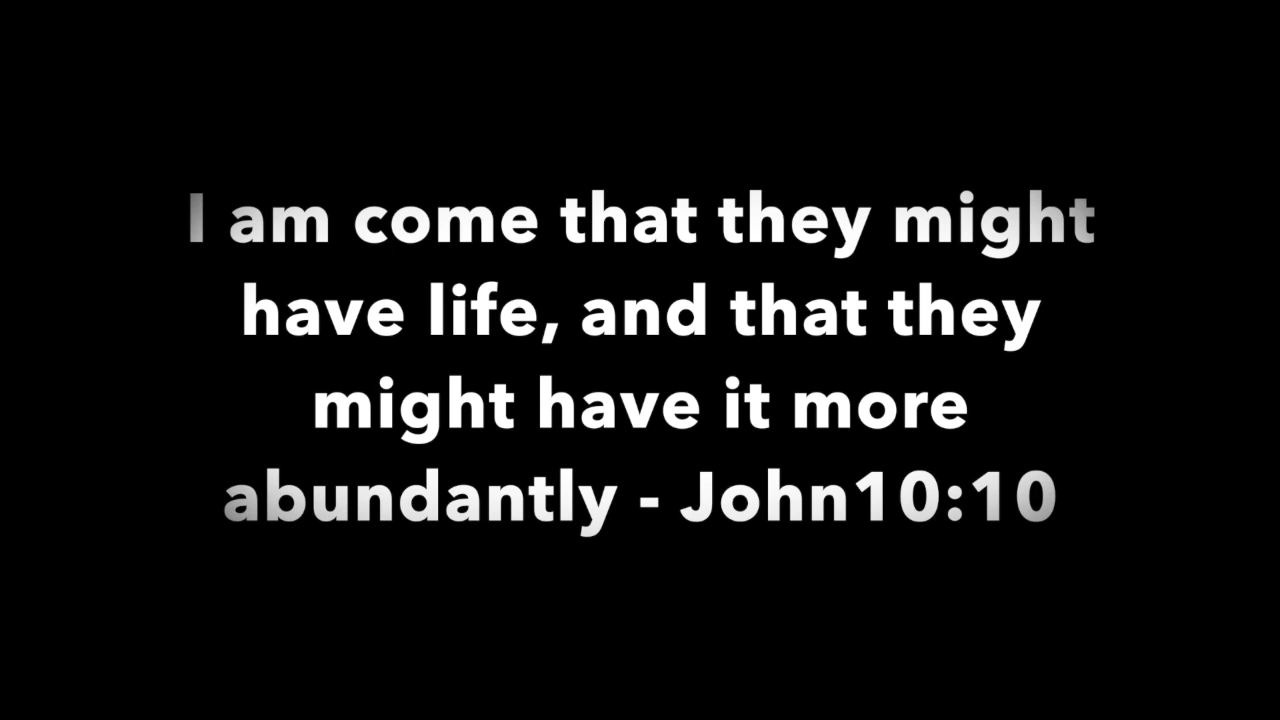 I am come that they might
have life, and that they
might have it more
abundantly - John10:10